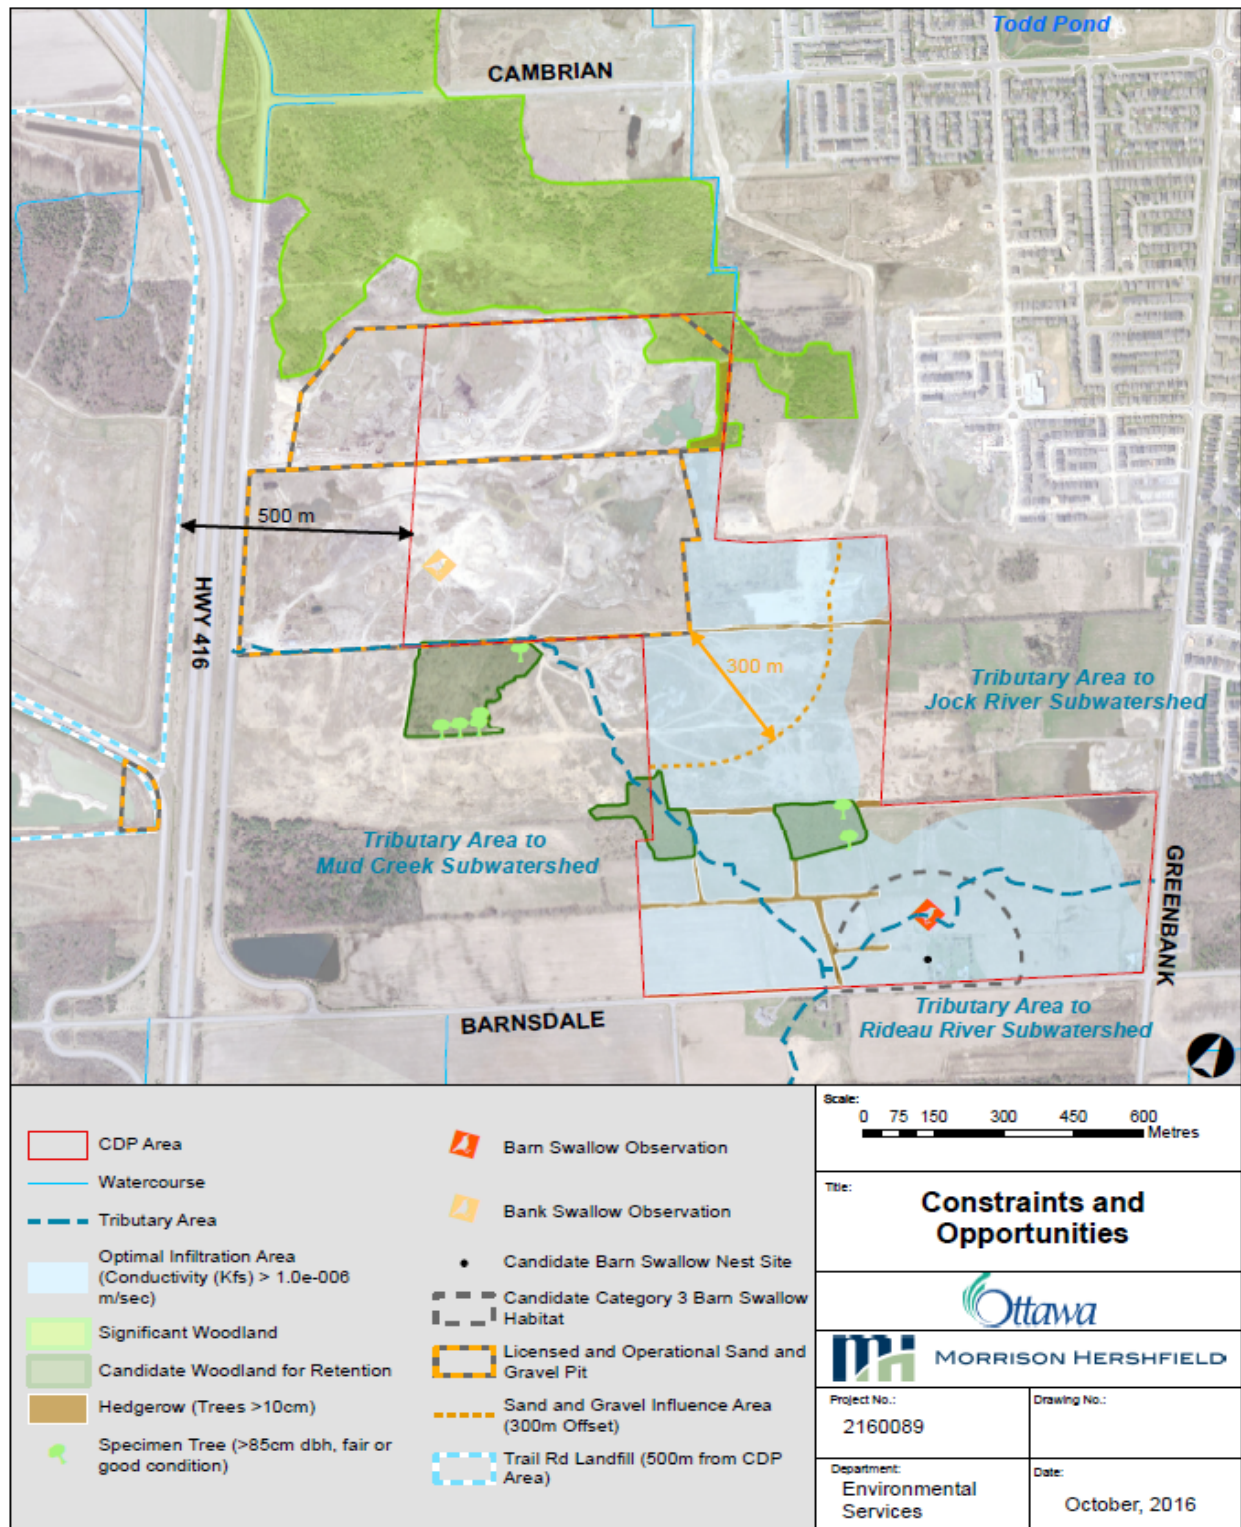 Todd Pond
CAMBRIAN
500 m
HWY 416
300 m
Tributary Area to
Jock River Subwatershed
Tributary Area to
Mud Creek Subwatershed
GREENBANK
BARNSDALE
Tributary Area to
Rideau River Subwatershed
CDP Area
Watercourse
Tributary Area
Optimal Infiltration Area
(Conductivity (Kfs) > 1.0e-006
m/sec)
Significant Woodland
Candidate Woodland for Retention
Hedgerow (Trees >10cm)
Specimen Tree (>85cm dbh, fair or
good condition)
Barn Swallow Observation
Bank Swallow Observation
Candidate Barn Swallow Nest Site
Candidate Category 3 Barn Swallow
Habitat
Licensed and Operational Sand and
Gravel Pit
Sand and Gravel Influence Area
(300m Offset)
Trail Rd Landfill (500m from CDP
Area)
Scale:
0 75 150 300 450 600
Metres
Title:
Constraints and
Opportunities
Ottawa
MORRISON HERSHFIELD
Project No.:
2160089
Drawing No.:
Department:
Environmental
Services
Date:
October, 2016